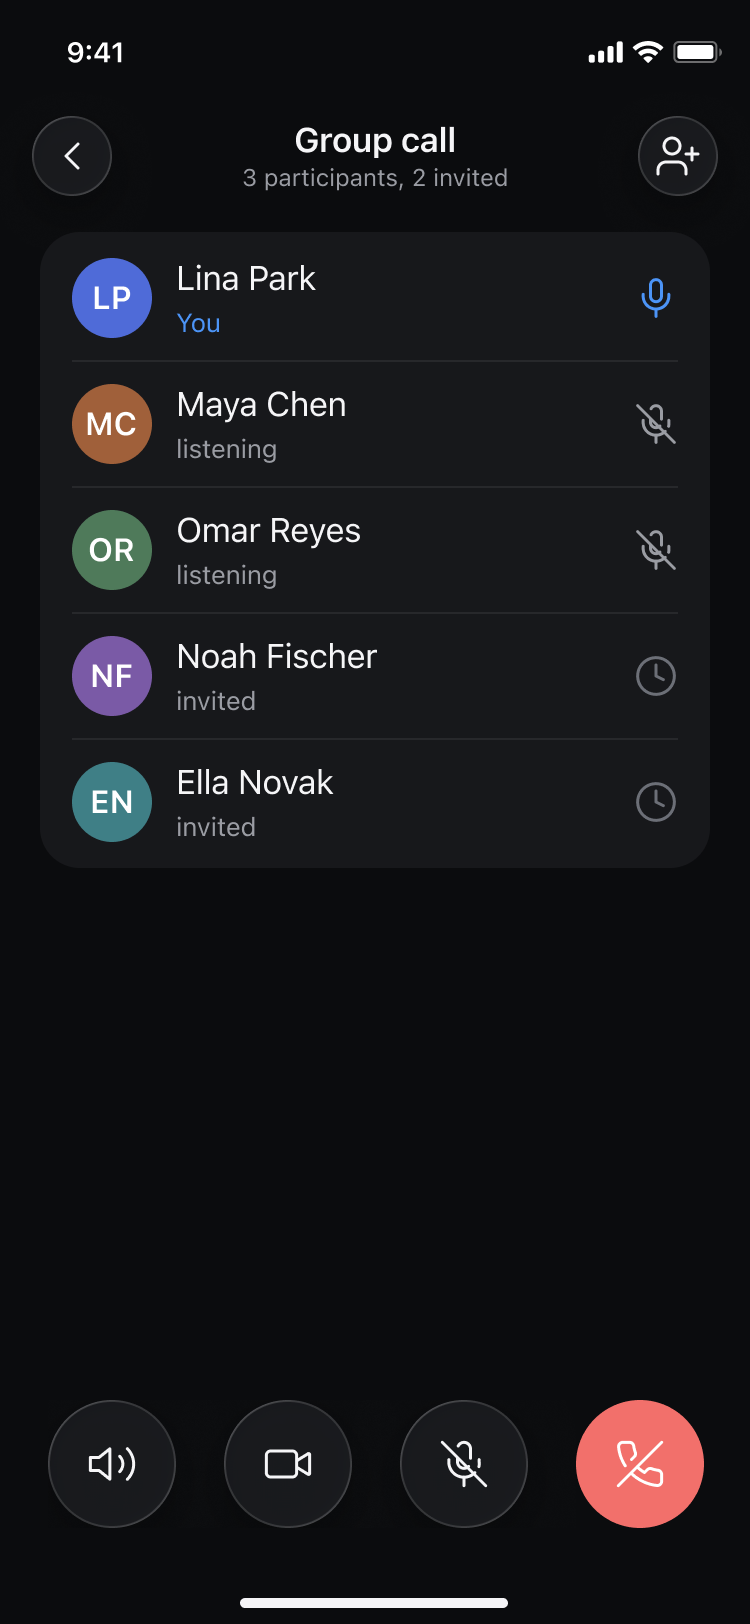 9:41
Group call
3 participants, 2 invited
LP
Lina Park
You
MC
Maya Chen
listening
OR
Omar Reyes
listening
NF
Noah Fischer
invited
EN
Ella Novak
invited